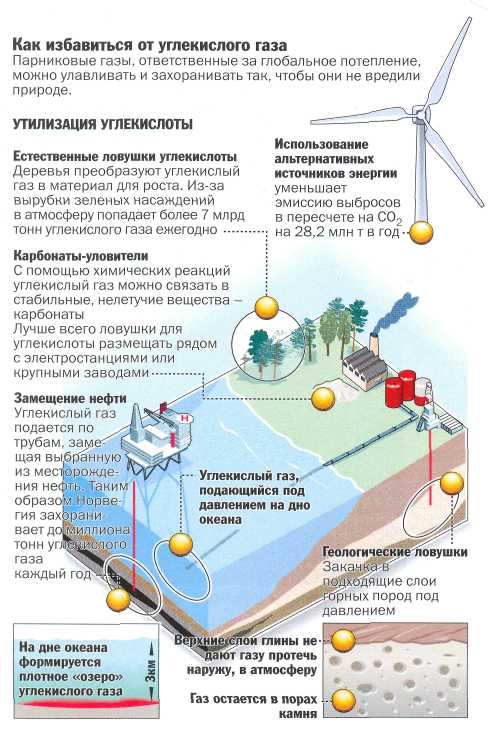 Как избавиться от углекислого газа
Парниковые газы, ответственные за глобальное потепление,
можно улавливать и захоранивать так, чтобы они не вредили
природе.
УТИЛИЗАЦИЯ УГЛЕКИСЛОТЫ
Естественные ловушки углекислоты
Деревья преобразуют углекислый
газ в материал для роста. Из-за
вырубки зеленых насаждений
в атмосферу попадает более 7 млрд
тонн углекислого газа ежегодно
Использование
альтернативных
источников энергии
уменьшает
эмиссию выбросов
в пересчете на CO2
на 28,2 млн т в год
Карбонаты-уловители
С помощью химических реакций
углекислый газ можно связать в
стабильные, нелетучие вещества –
карбонаты
Лучше всего ловушки для
углекислоты размещать рядом
с электростанциями или
крупными заводами
Замещение нефти
Углекислый газ
подается по
трубам, заме-
щая выбранную
из месторожде-
ния нефть. Таким
образом Норве-
гия захорани-
вает до миллиона
тонн углекислого
газа
каждый год
H
Углекислый газ,
подающийся под
давлением на дно
океана
Геологические ловушки
Закачка в
подходящие слои
горных пород под
давлением
На дне океана
формируется
плотное «озеро»
углекислого газа
3км
Верхние слои глины не
дают газу протечь
наружу, в атмосферу
Газ остается в порах
камня